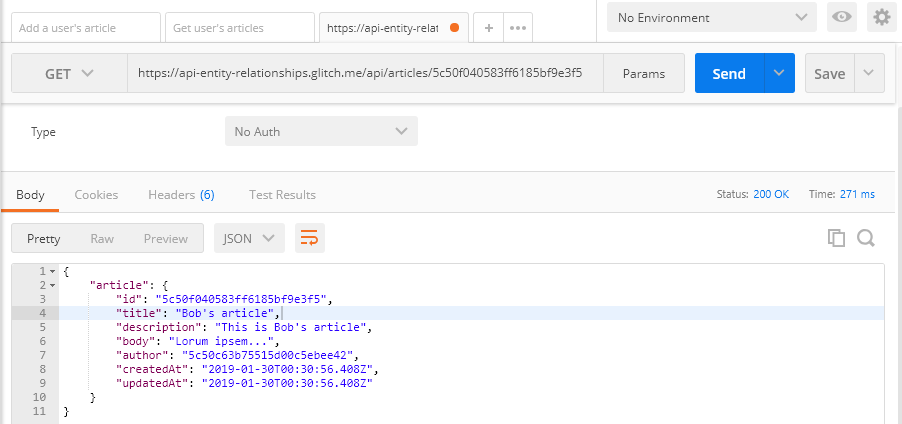 Add a user's article Get user's articles https://api-entity-relat + ••• No Environment
GET https://api-entity-relationships.glitch.me/api/articles/5c50f040583ff6185bf9e3f5 Params Send Save
Type No Auth
Body Cookies Headers (6) Test Results Status: 200 OK Time: 271 ms
Pretty Raw Preview JSON
1 {
2 "article": {
3 "id": "5c50f040583ff6185bf9e3f5",
4 "title": "Bob's article",
5 "description": "This is Bob's article",
6 "body": "Lorum ipsem...",
7 "author": "5c50c63b75515d00c5ebee42",
8 "createdAt": "2019-01-30T00:30:56.408Z",
9 "updatedAt": "2019-01-30T00:30:56.408Z"
10 }
11 }